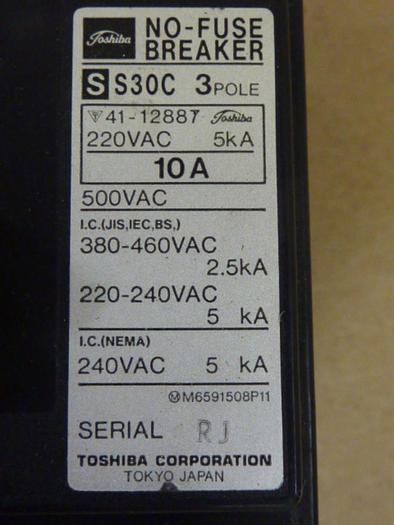 Toshiba NO-FUSE
BREAKER
S S30C 3POLE
▽ 41-12887 Toshiba
220VAC 5kA
10A
500VAC
I.C.(JIS,IEC,BS,)
380-460VAC
2.5kA
220-240VAC
5 kA
I.C.(NEMA)
240VAC 5 kA
Ⓜ M6591508P11
SERIAL RJ
TOSHIBA CORPORATION
TOKYO JAPAN